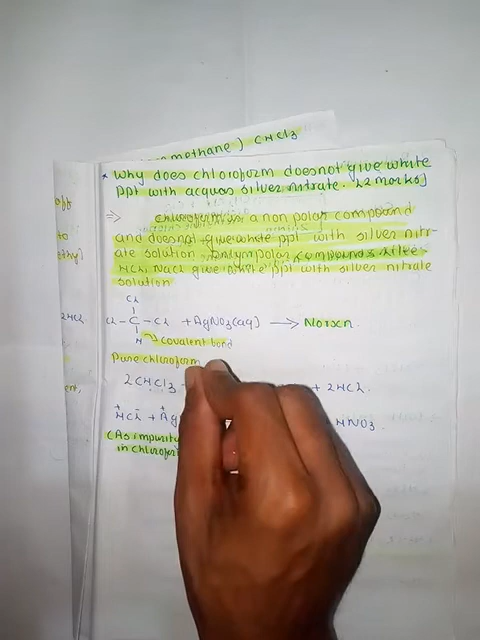 methane) CHCl3
* Why does chloroform doesnot give white
ppt with acquas silver nitrate. [2 marks]
⇒ chloroform is a non polar compound
and doesnot give white ppt with silver nitr-
ate solution. Only polar compounds like
HCl, NaCl give white ppt with silver nitrate
solution
Cl
Cl - C - Cl + AgNO3(aq) → No rxn.
H → covalent bond
Pure chloroform
2CHCl3 + 2HCl.
HCl + Ag HNO3.
(As impurity
in chlorofo